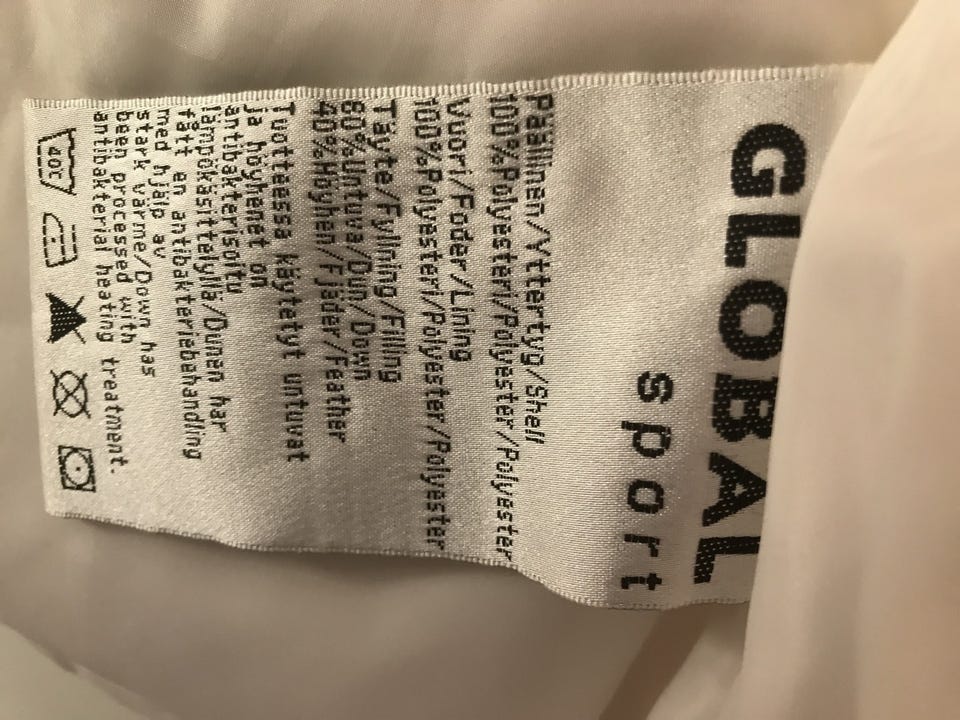 GLOBAL
sport
Päällinen/Yttertyg/Shell
100%Polyesteri/Polyester/Polyester
Vuori/Foder/Lining
100%Polyesteri/Polyester/Polyester
Täyte/Fyllning/Filling
60%Untuva/Dun/Down
40%Höyhen/Fjäder/Feather
Tuotteessa käytetyt untuvat
ja höyhenet on
antibakterisoitu
lämpökäsittelyllä/Dunen har
fått en antibakteriebehandling
med hjälp av
stark värme/Down has
been processed with
antibakterial heating treatment.
40C